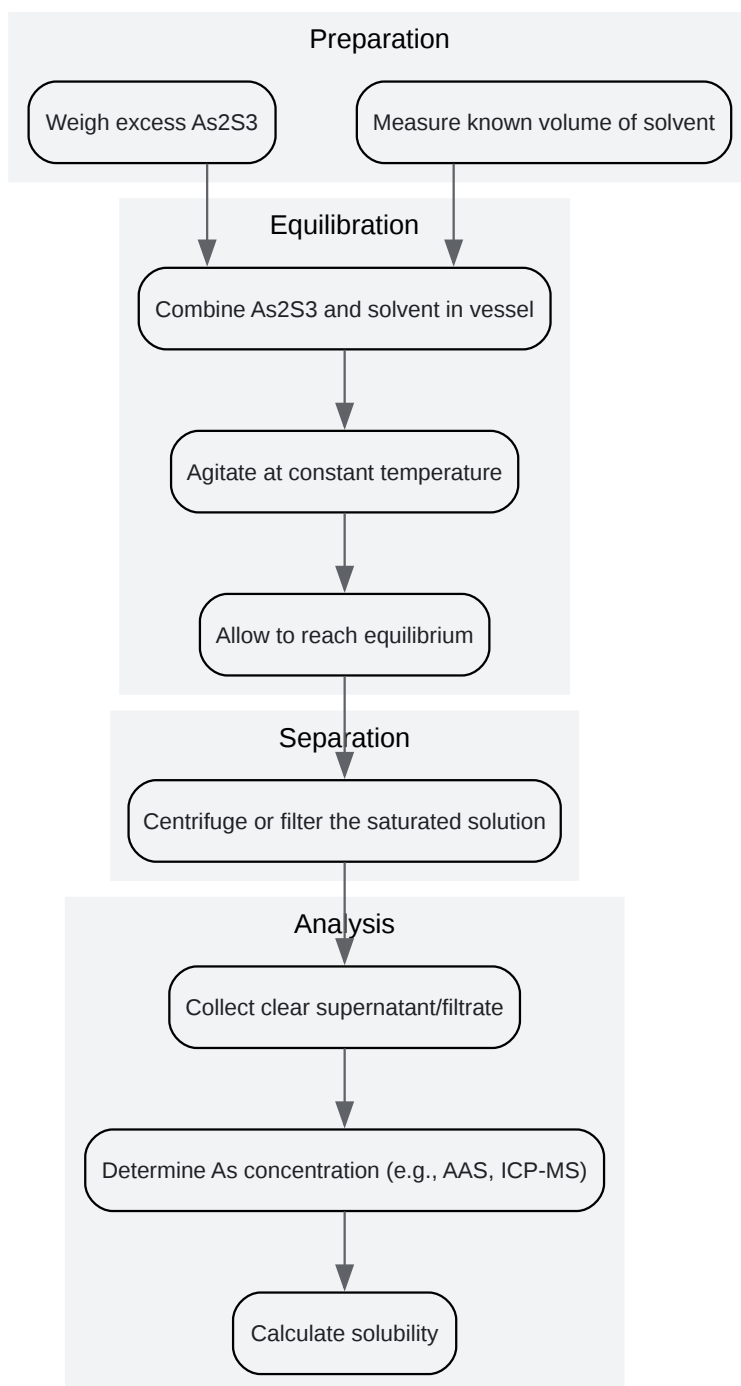 Preparation
Weigh excess As2S3
Measure known volume of solvent
Equilibration
Combine As2S3 and solvent in vessel
Agitate at constant temperature
Allow to reach equilibrium
Separation
Centrifuge or filter the saturated solution
Analysis
Collect clear supernatant/filtrate
Determine As concentration (e.g., AAS, ICP-MS)
Calculate solubility